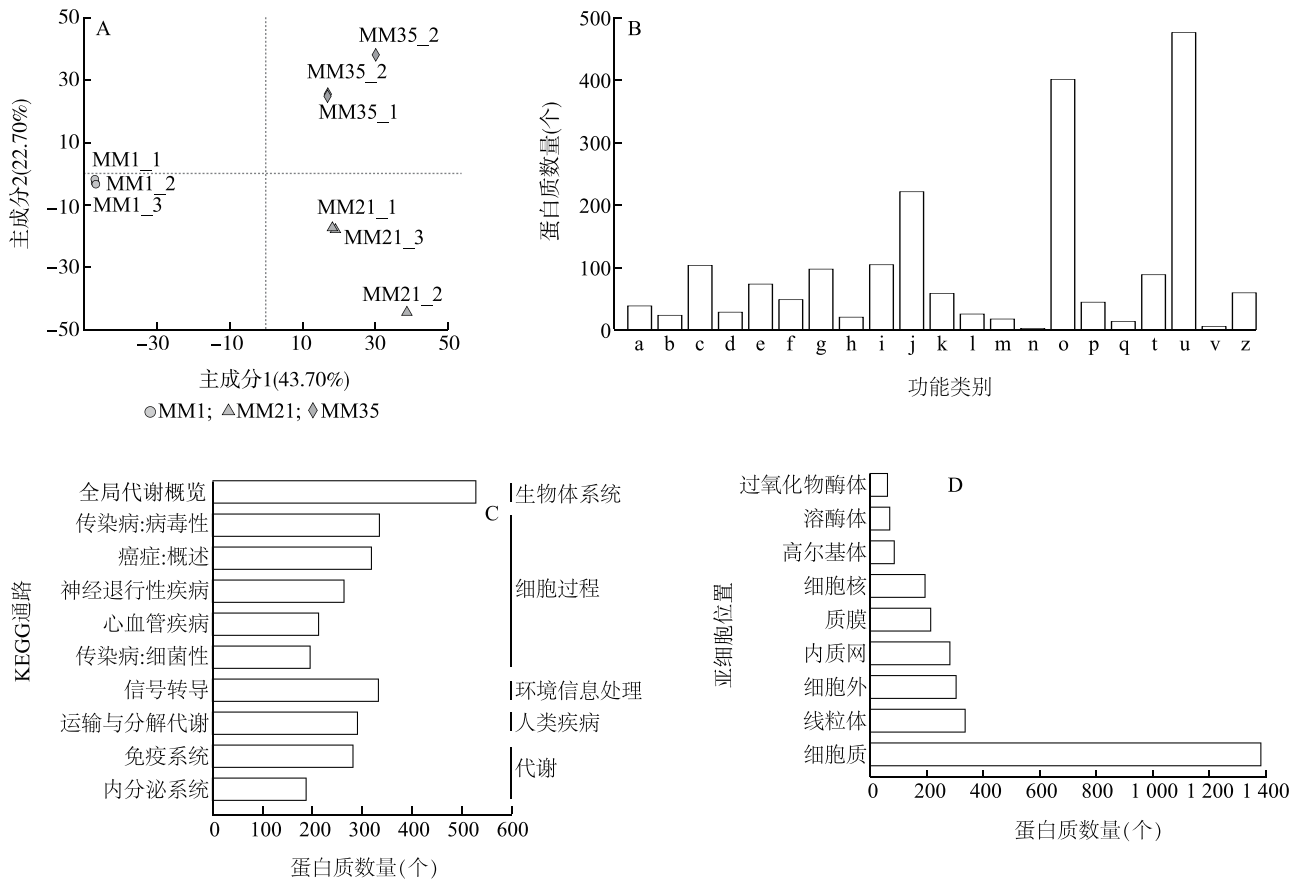 A
50
30
10
−10
−30
−50
−30
−10
10
30
50
主成分2(22.70%)
主成分1(43.70%)
MM35_2
MM35_2
MM35_1
MM1_1
MM1_2
MM1_3
MM21_1
MM21_3
MM21_2
MM1; MM21; MM35
B
500
400
300
200
100
0
蛋白质数量(个)
a b c d e f g h i j k l m n o p q t u v z
功能类别
C
KEGG通路
全局代谢概览
传染病:病毒性
癌症:概述
神经退行性疾病
心血管疾病
传染病:细菌性
信号转导
运输与分解代谢
免疫系统
内分泌系统
生物体系统
细胞过程
环境信息处理
人类疾病
代谢
0 100 200 300 400 500 600
蛋白质数量(个)
D
亚细胞位置
过氧化物酶体
溶酶体
高尔基体
细胞核
质膜
内质网
细胞外
线粒体
细胞质
0 200 400 600 800 1 000 1 200 1 400
蛋白质数量(个)